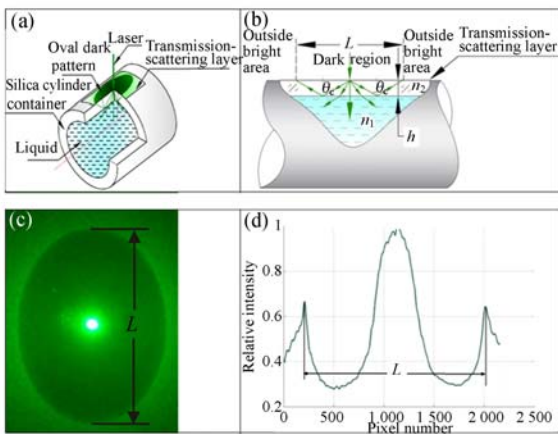 (a)
Laser
Oval dark
pattern
Transmission-
scattering layer
Silica cylinder
container
θc
Liquid
(b)
Outside
bright
area
L
Dark region
Outside
bright
area
Transmission-
scattering layer
θc
θc
n2
n1
h
(c)
L
(d)
Relative intensity
1
0.8
0.6
0.4
0.2
L
0
500
1 000
1 500
2 000
2 500
Pixel number